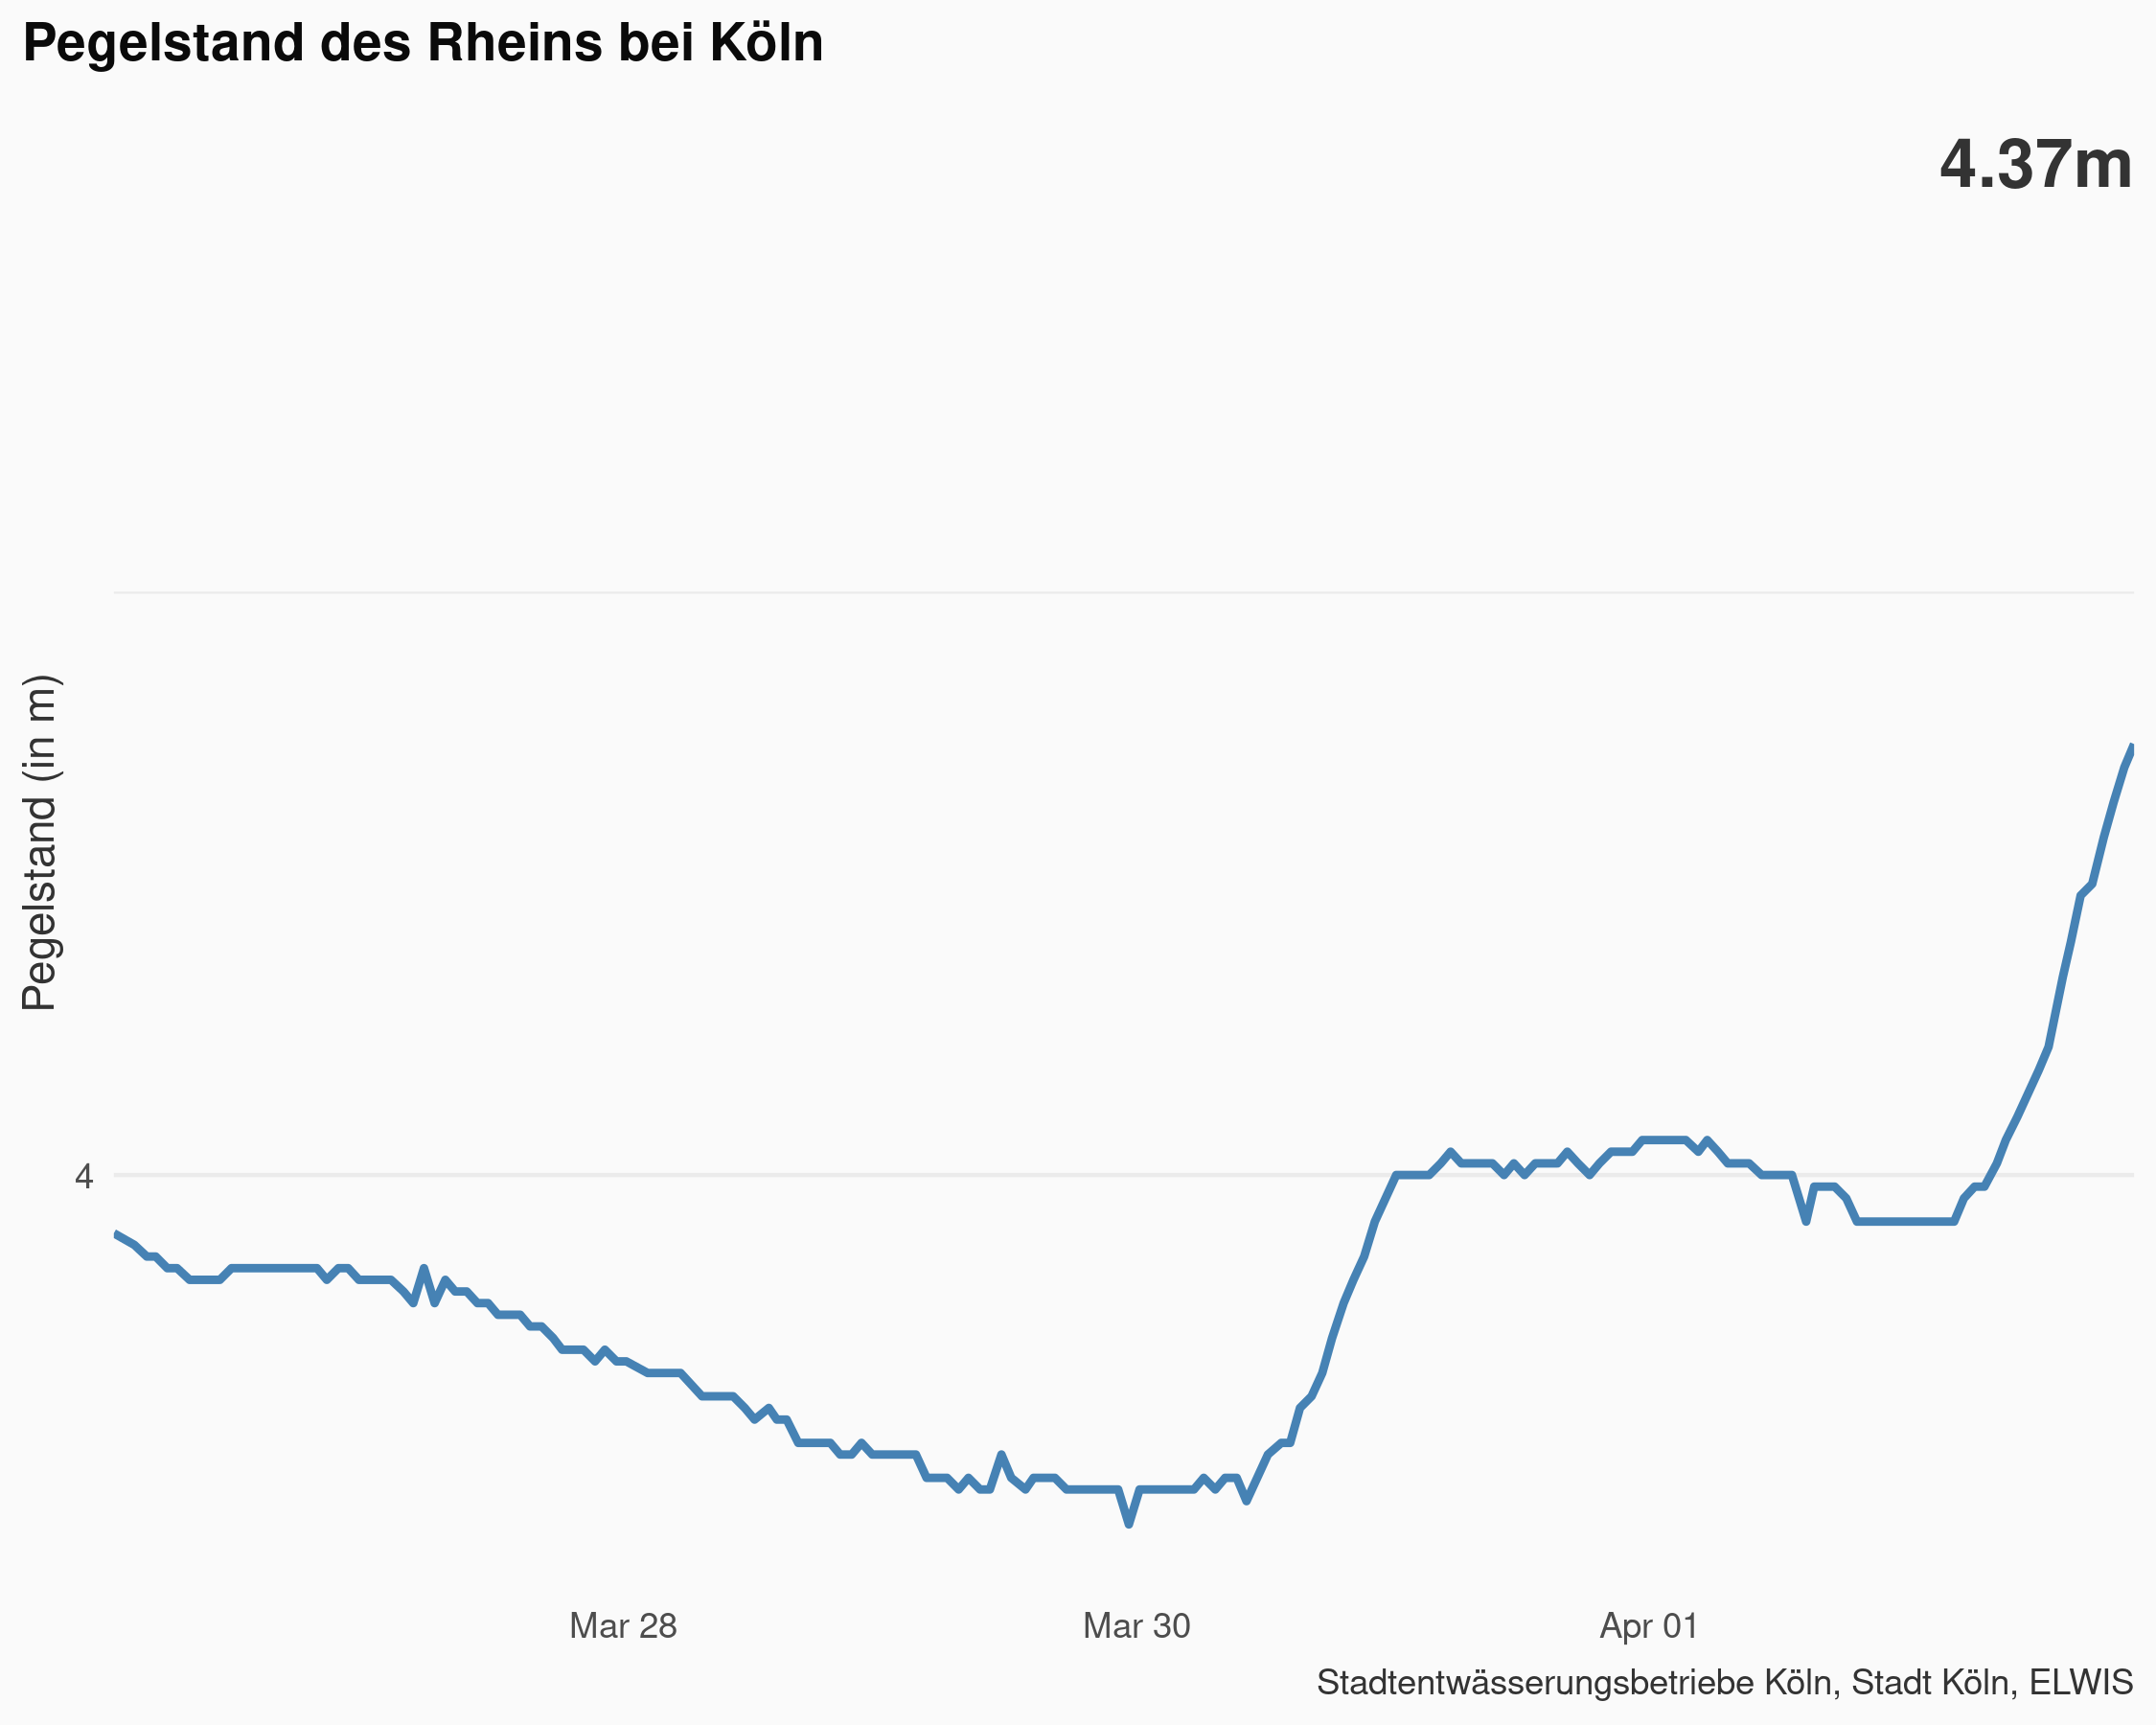 Pegelstand des Rheins bei Köln
4.37m
Pegelstand (in m)
4
Mar 28
Mar 30
Apr 01
Stadtentwässerungsbetriebe Köln, Stadt Köln, ELWIS